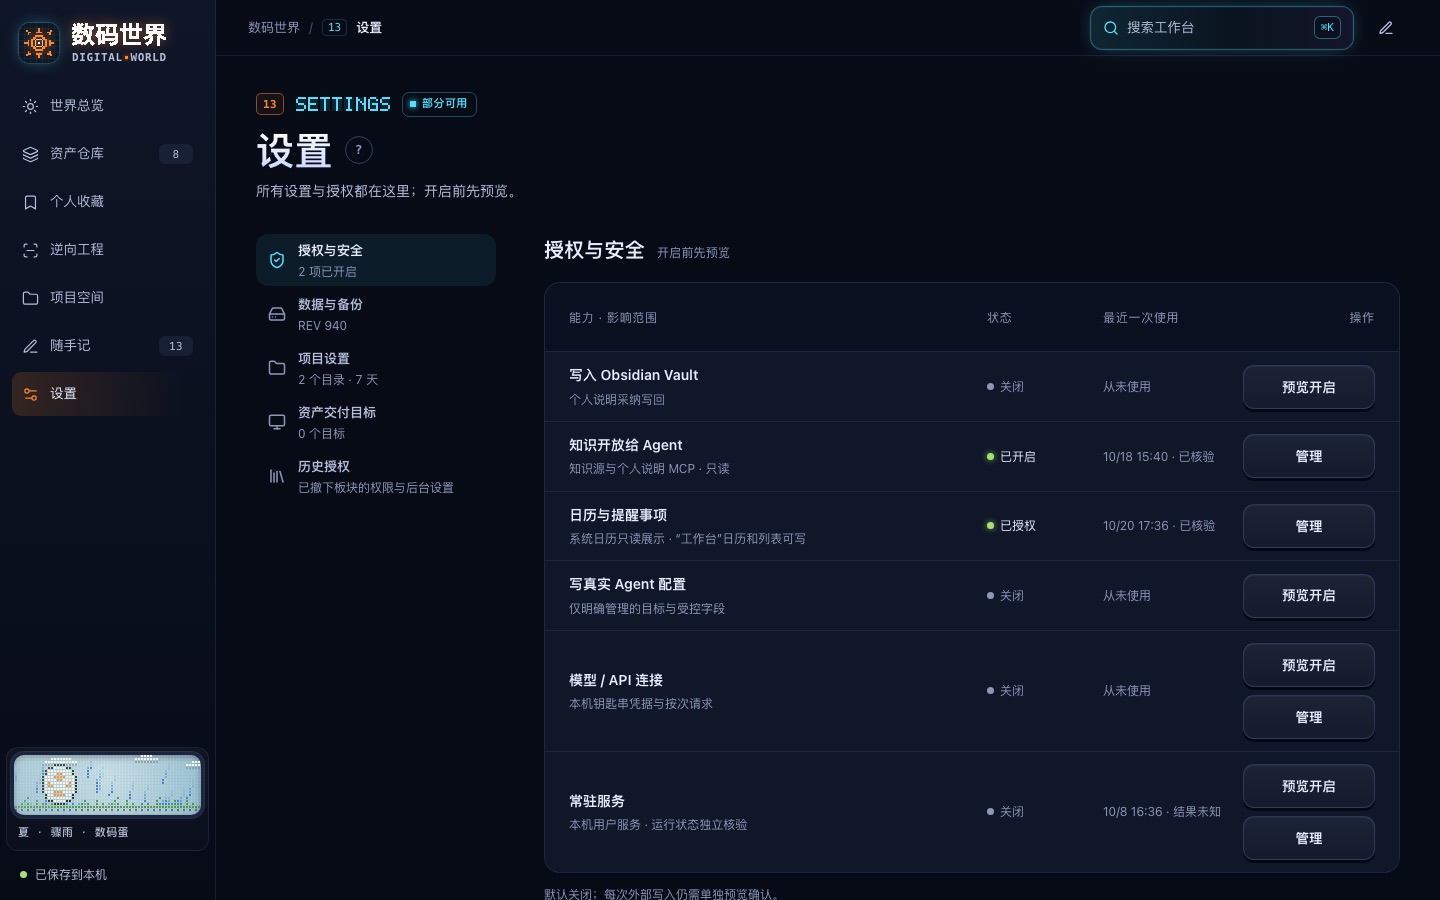 数码世界
DIGITAL WORLD
世界总览
资产仓库 8
个人收藏
逆向工程
项目空间
随手记 13
设置
夏 · 骤雨 · 数码蛋
已保存到本机
数码世界 / 13 设置
搜索工作台 ⌘K
13 SETTINGS 部分可用
设置 ?
所有设置与授权都在这里；开启前先预览。
授权与安全
2 项已开启
数据与备份
REV 940
项目设置
2 个目录 · 7 天
资产交付目标
0 个目标
历史授权
已撤下板块的权限与后台设置
授权与安全 开启前先预览
能力 · 影响范围 状态 最近一次使用 操作
写入 Obsidian Vault
个人说明采纳写回
关闭 从未使用 预览开启
知识开放给 Agent
知识源与个人说明 MCP · 只读
已开启 10/18 15:40 · 已核验 管理
日历与提醒事项
系统日历只读展示 · “工作台”日历和列表可写
已授权 10/20 17:36 · 已核验 管理
写真实 Agent 配置
仅明确管理的目标与受控字段
关闭 从未使用 预览开启
模型 / API 连接
本机钥匙串凭据与按次请求
关闭 从未使用 预览开启
管理
常驻服务
本机用户服务 · 运行状态独立核验
关闭 10/8 16:36 · 结果未知 预览开启
管理
默认关闭；每次外部写入仍需单独预览确认。